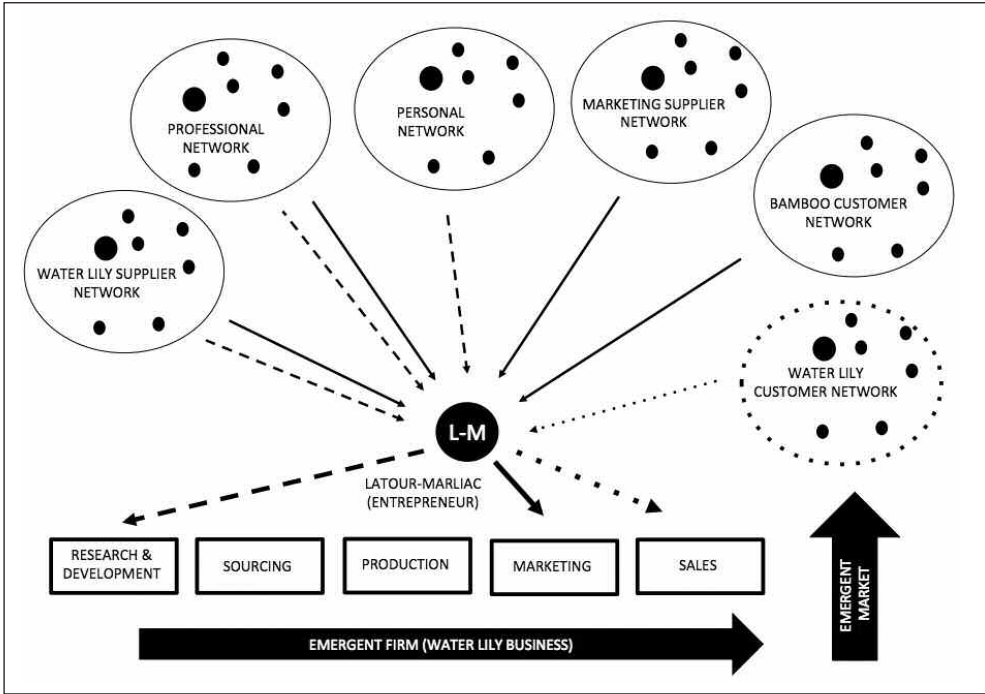 PROFESSIONAL
NETWORK
PERSONAL
NETWORK
MARKETING SUPPLIER
NETWORK
BAMBOO CUSTOMER
NETWORK
WATER LILY SUPPLIER
NETWORK
WATER LILY
CUSTOMER NETWORK
L-M
LATOUR-MARLIAC
(ENTREPRENEUR)
RESEARCH &
DEVELOPMENT
SOURCING
PRODUCTION
MARKETING
SALES
EMERGENT FIRM (WATER LILY BUSINESS)
EMERGENT
MARKET